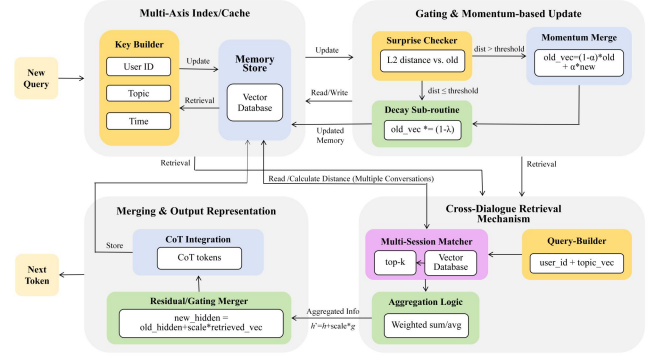 Multi-Axis Index/Cache
Key Builder
User ID
Topic
Time
New
Query
Update
Retrieval
Memory
Store
Vector
Database
Update
Read/Write
Updated
Memory
Gating & Momentum-based Update
Surprise Checker
L2 distance vs. old
dist > threshold
dist ≤ threshold
Momentum Merge
old_vec=(1-α)*old
+ α*new
Decay Sub-routine
old_vec *= (1-λ)
Retrieval
Retrieval
Read /Calculate Distance (Multiple Conversations)
Cross-Dialogue Retrieval
Mechanism
Multi-Session Matcher
top-k
Vector
Database
Query-Builder
user_id + topic_vec
Aggregation Logic
Weighted sum/avg
Aggregated Info
h'=h+scale*g
Merging & Output Representation
CoT Integration
CoT tokens
Store
Residual/Gating Merger
new_hidden =
old_hidden+scale*retrieved_vec
Next
Token